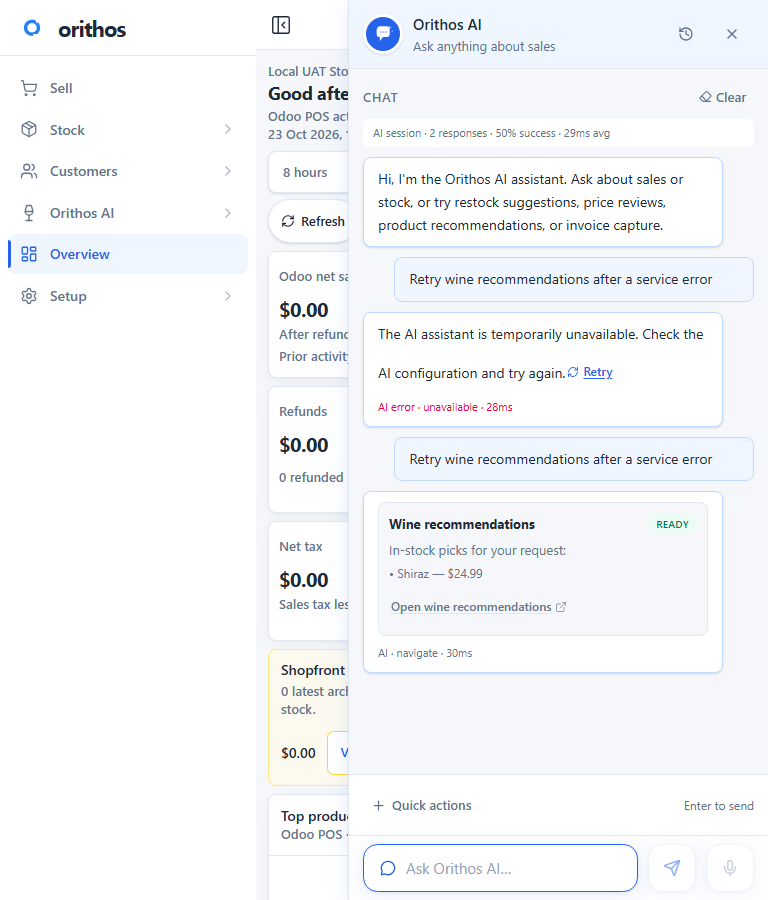 orithos
Sell
Stock
Customers
Orithos AI
Overview
Setup
Local UAT Sto
Good afte
Odoo POS act
23 Oct 2026,
8 hours
Refresh
Odoo net sa
$0.00
After refund
Prior activity
Refunds
$0.00
0 refunded
Net tax
$0.00
Sales tax les
Shopfront
0 latest arch
stock.
$0.00
V
Top produc
Odoo POS ·
Orithos AI
Ask anything about sales
CHAT
Clear
AI session · 2 responses · 50% success · 29ms avg
Hi, I'm the Orithos AI assistant. Ask about sales or
stock, or try restock suggestions, price reviews,
product recommendations, or invoice capture.
Retry wine recommendations after a service error
The AI assistant is temporarily unavailable. Check the
AI configuration and try again. Retry
AI error · unavailable · 28ms
Retry wine recommendations after a service error
Wine recommendations
READY
In-stock picks for your request:
• Shiraz — $24.99
Open wine recommendations
AI · navigate · 30ms
Quick actions
Enter to send
Ask Orithos AI...